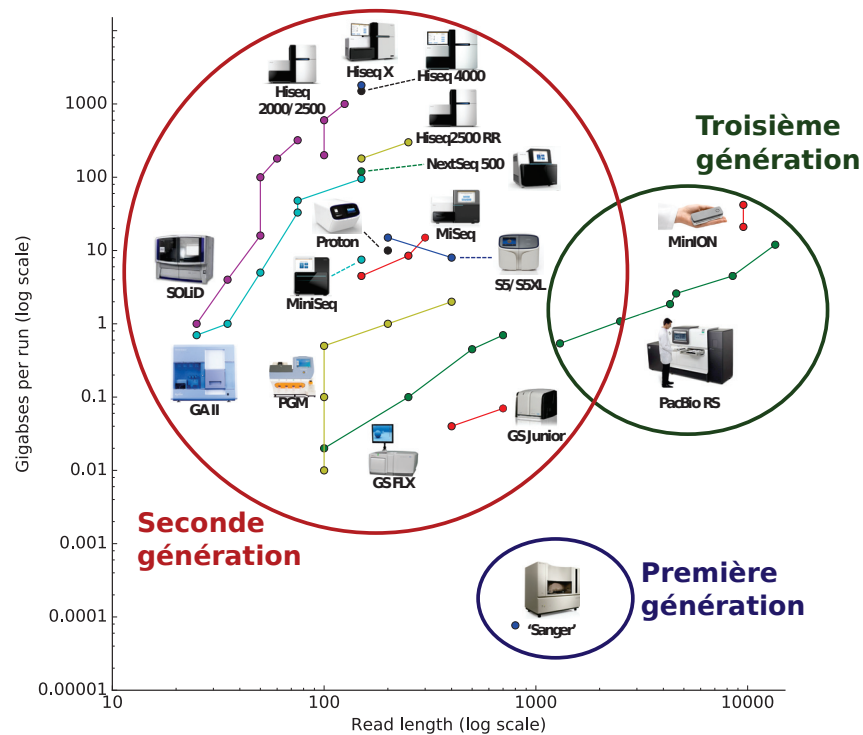 Hiseq X
Hiseq 4000
Hiseq
2000/2500
Hiseq2500 RR
NextSeq 500
Troisième
génération
Proton
MiSeq
MinION
SOLiD
MiniSeq
S5/S5XL
GA II
PGM
PacBio RS
GS Junior
GS FLX
Seconde
génération
Première
génération
'Sanger'
1000
100
10
1
0.1
0.01
0.001
0.0001
0.00001
Gigabses per run (log scale)
10
100
1000
10000
Read length (log scale)